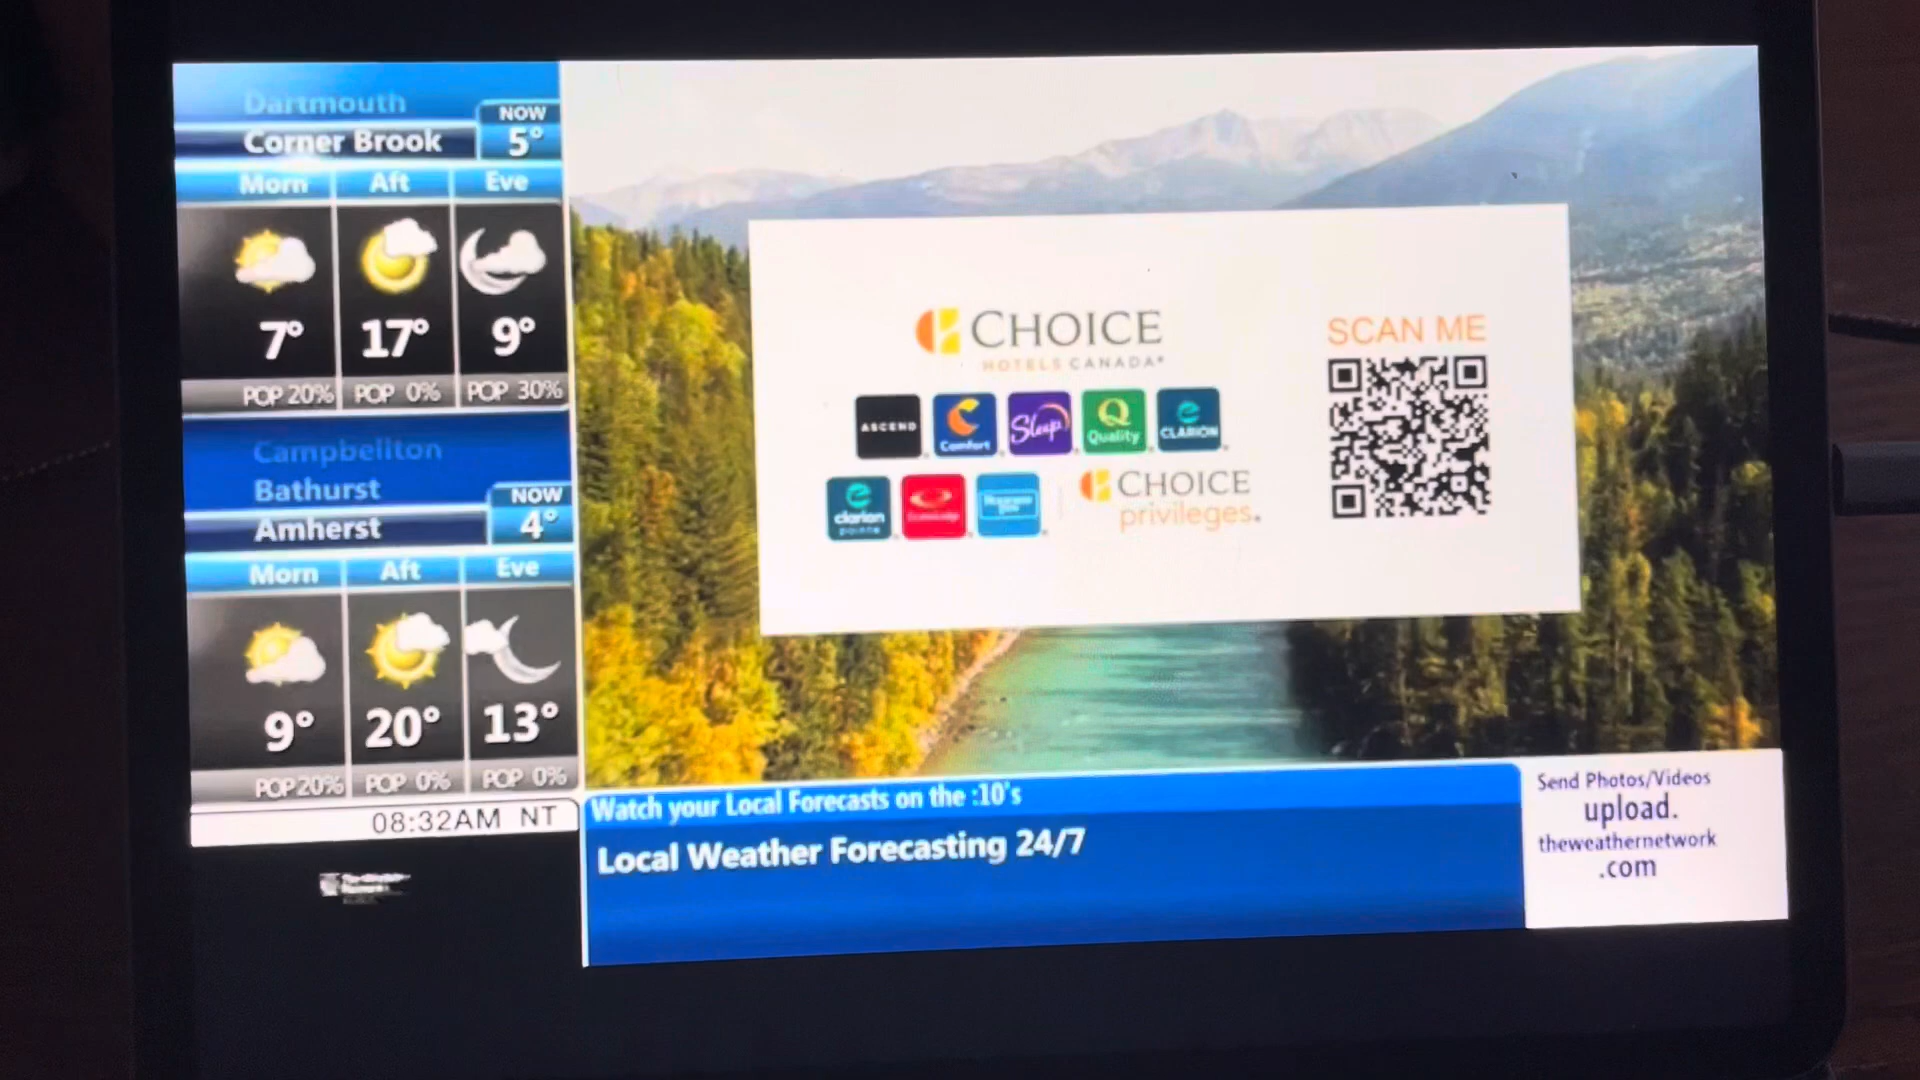 Dartmouth
Corner Brook
NOW
5°
Morn Aft Eve
7° 17° 9°
POP 20% POP 0% POP 30%
Campbellton
Bathurst
Amherst
NOW
4°
Morn Aft Eve
9° 20° 13°
POP 20% POP 0% POP 0%
08:32AM NT
CHOICE
HOTELS CANADA®
ASCEND
Comfort
Sleep
Quality
CLARION
clarion
pointe
CHOICE
privileges.
SCAN ME
Watch your Local Forecasts on the :10's
Local Weather Forecasting 24/7
Send Photos/Videos
upload.
theweathernetwork
.com